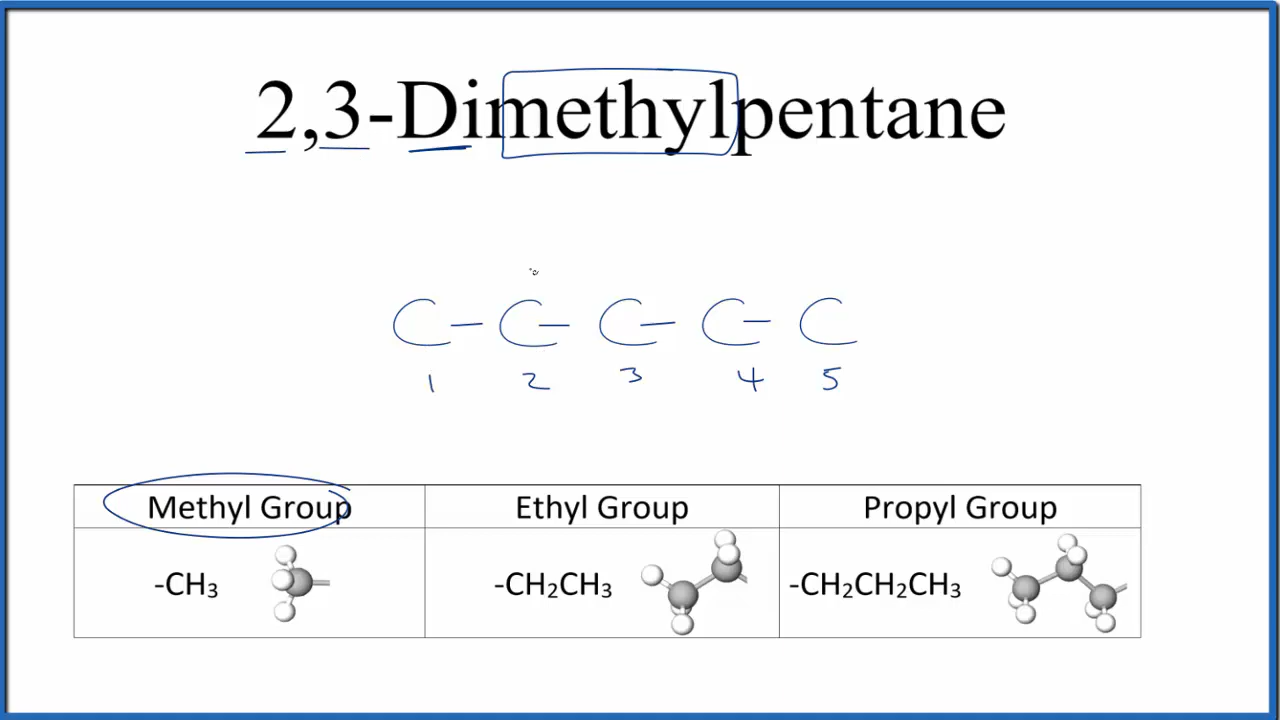 2,3-Dimethylpentane
C - C - C - C - C
1 2 3 4 5
Methyl Group Ethyl Group Propyl Group
-CH₃ -CH₂CH₃ -CH₂CH₂CH₃